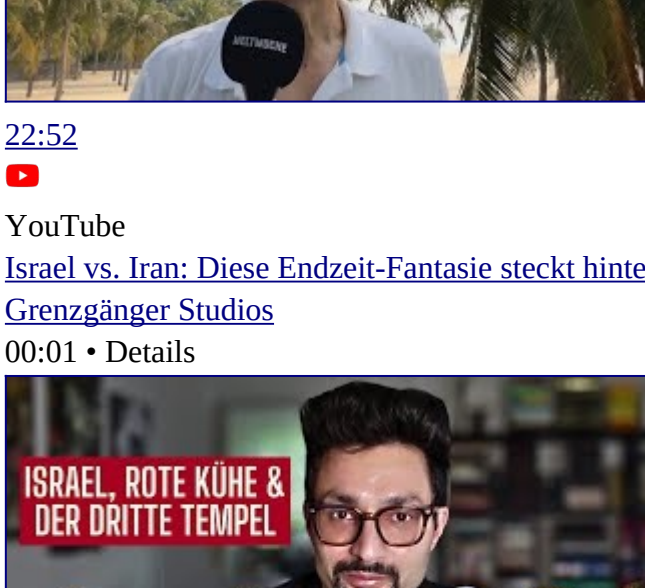 WELTWOCHE
22:52
YouTube
Israel vs. Iran: Diese Endzeit-Fantasie steckt hinte
Grenzgänger Studios
00:01 • Details
ISRAEL, ROTE KÜHE &
DER DRITTE TEMPEL